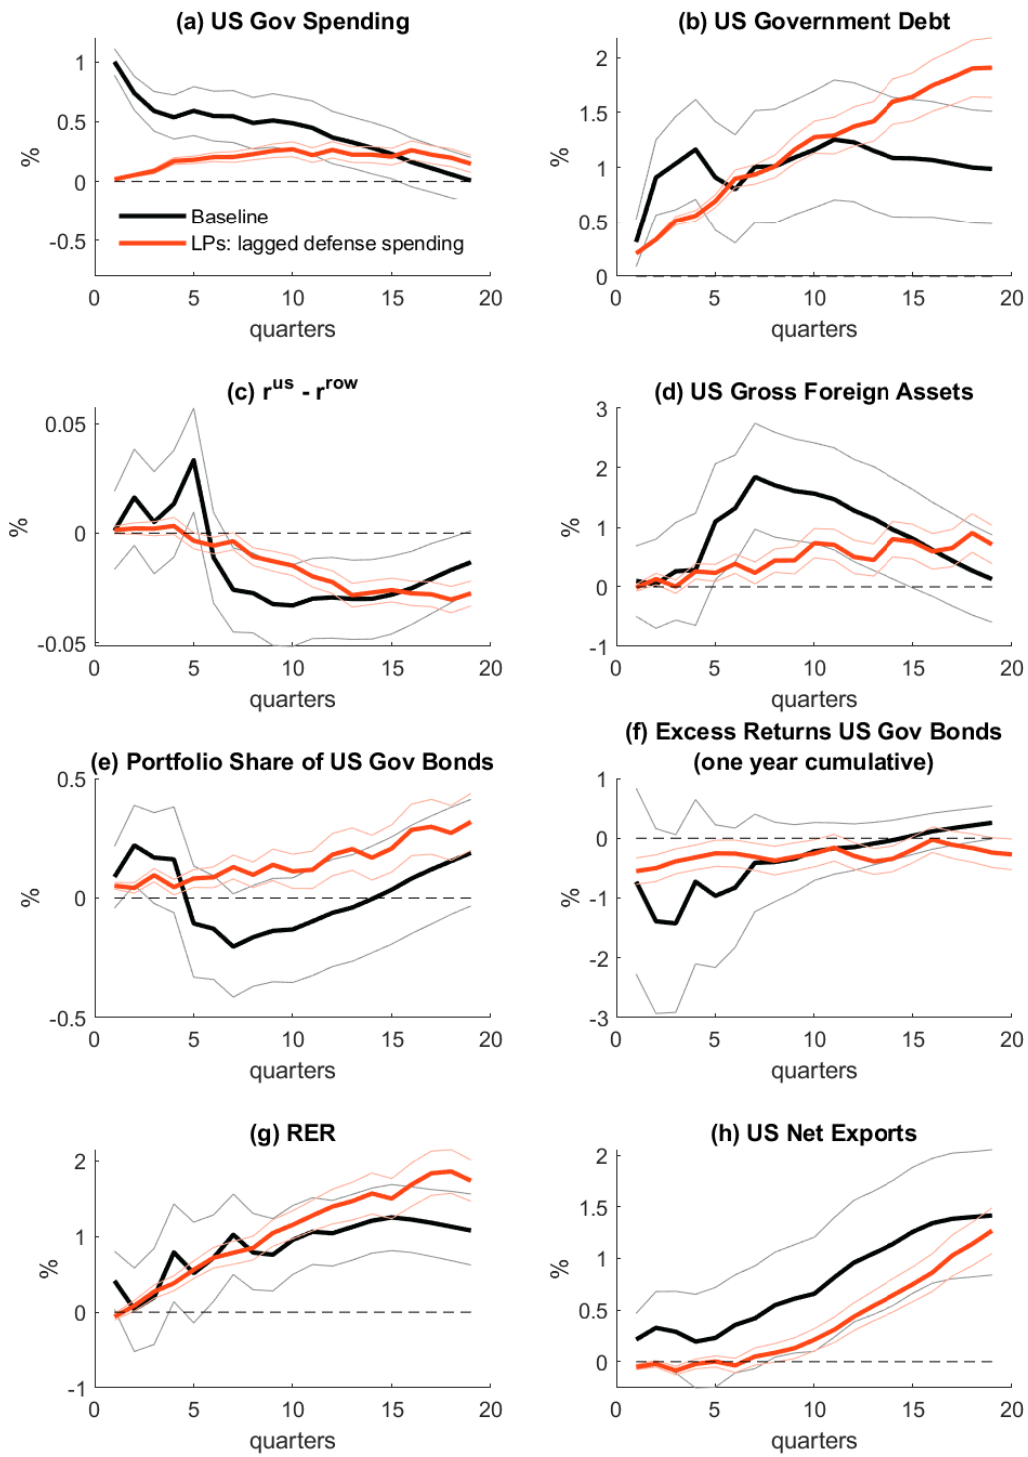 (a) US Gov Spending
1
0.5
0
-0.5
%
Baseline
LPs: lagged defense spending
0 5 10 15 20
quarters
(b) US Government Debt
2
1.5
1
0.5
0
%
0 5 10 15 20
quarters
(c) r^us - r^row
0.05
0
-0.05
%
0 5 10 15 20
quarters
(d) US Gross Foreign Assets
3
2
1
0
-1
%
0 5 10 15 20
quarters
(e) Portfolio Share of US Gov Bonds
0.5
0
-0.5
%
0 5 10 15 20
quarters
(f) Excess Returns US Gov Bonds
(one year cumulative)
1
0
-1
-2
-3
%
0 5 10 15 20
quarters
(g) RER
2
1
0
-1
%
0 5 10 15 20
quarters
(h) US Net Exports
2
1.5
1
0.5
0
%
0 5 10 15 20
quarters